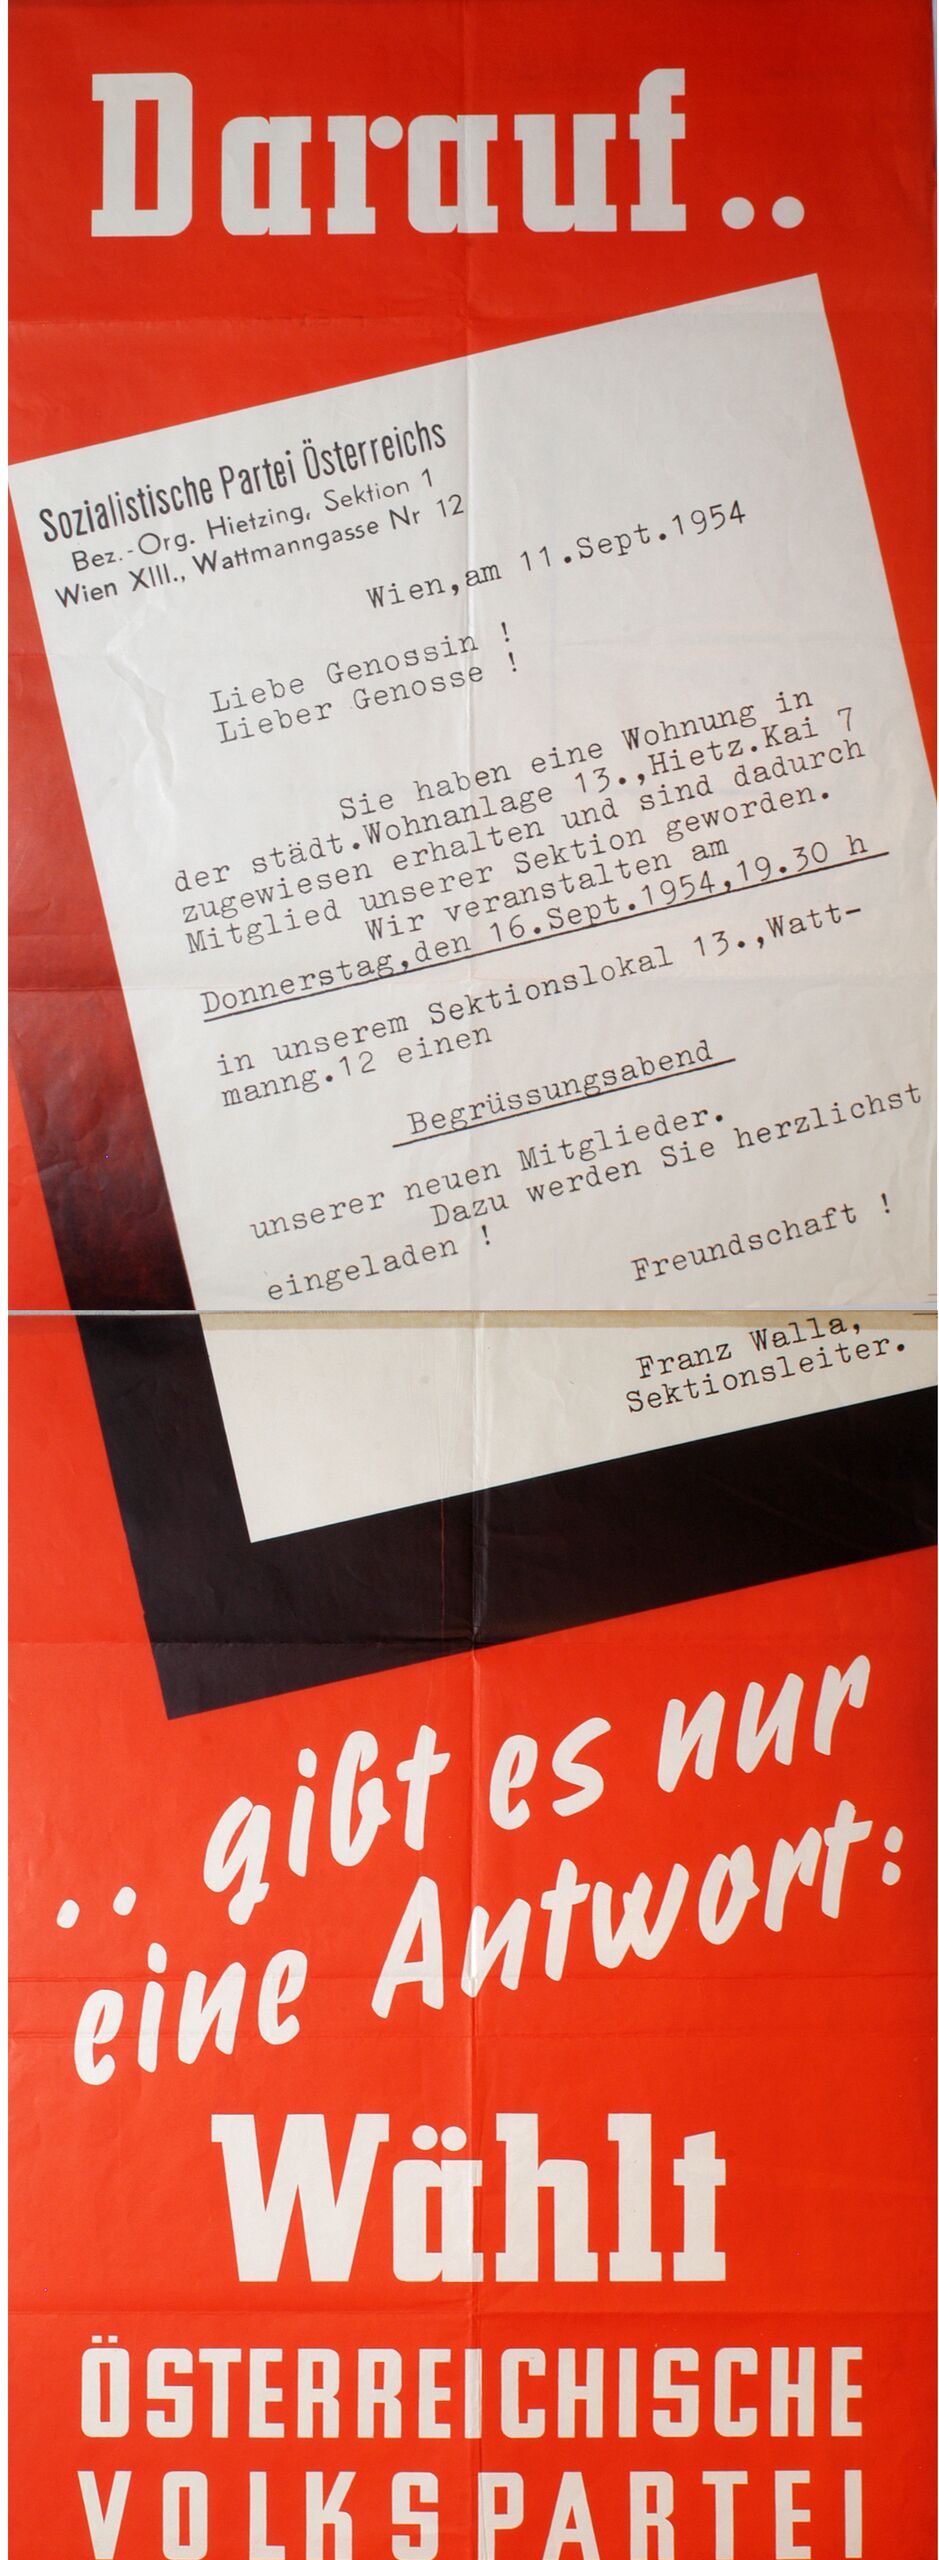 Darauf..
Sozialistische Partei Österreichs
Bez.-Org. Hietzing, Sektion 1
Wien XIII., Wattmanngasse Nr 12
Wien,am 11.Sept.1954
Liebe Genossin !
Lieber Genosse !
Sie haben eine Wohnung in
der städt.Wohnanlage 13.,Hietz.Kai 7
zugewiesen erhalten und sind dadurch
Mitglied unserer Sektion geworden.
Wir veranstalten am
Donnerstag,den 16.Sept.1954,19.30 h
in unserem Sektionslokal 13.,Watt-
manng.12 einen
Begrüssungsabend
unserer neuen Mitglieder.
Dazu werden Sie herzlichst
eingeladen !
Freundschaft !
Franz Walla,
Sektionsleiter.
.. gibt es nur
eine Antwort:
Wählt
ÖSTERREICHISCHE
VOLKSPARTEI